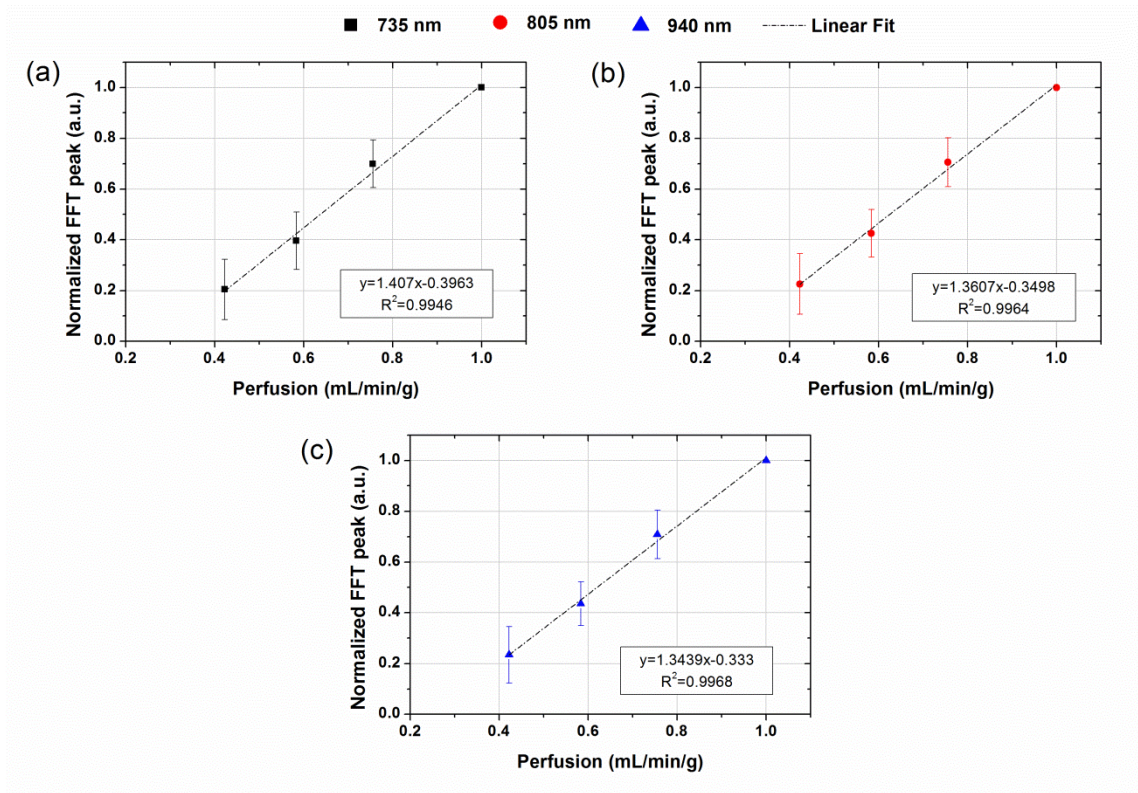 735 nm 805 nm 940 nm Linear Fit
(a)
Normalized FFT peak (a.u.)
1.0
0.8
0.6
0.4
0.2
0.0
y=1.407x-0.3963
R²=0.9946
0.2 0.4 0.6 0.8 1.0
Perfusion (mL/min/g)
(b)
Normalized FFT peak (a.u.)
1.0
0.8
0.6
0.4
0.2
0.0
y=1.3607x-0.3498
R²=0.9964
0.2 0.4 0.6 0.8 1.0
Perfusion (mL/min/g)
(c)
Normalized FFT peak (a.u.)
1.0
0.8
0.6
0.4
0.2
0.0
y=1.3439x-0.333
R²=0.9968
0.2 0.4 0.6 0.8 1.0
Perfusion (mL/min/g)